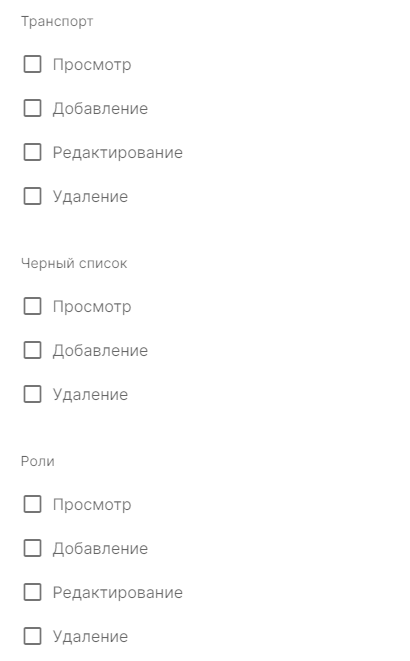 Транспорт
Просмотр
Добавление
Редактирование
Удаление
Черный список
Просмотр
Добавление
Удаление
Роли
Просмотр
Добавление
Редактирование
Удаление